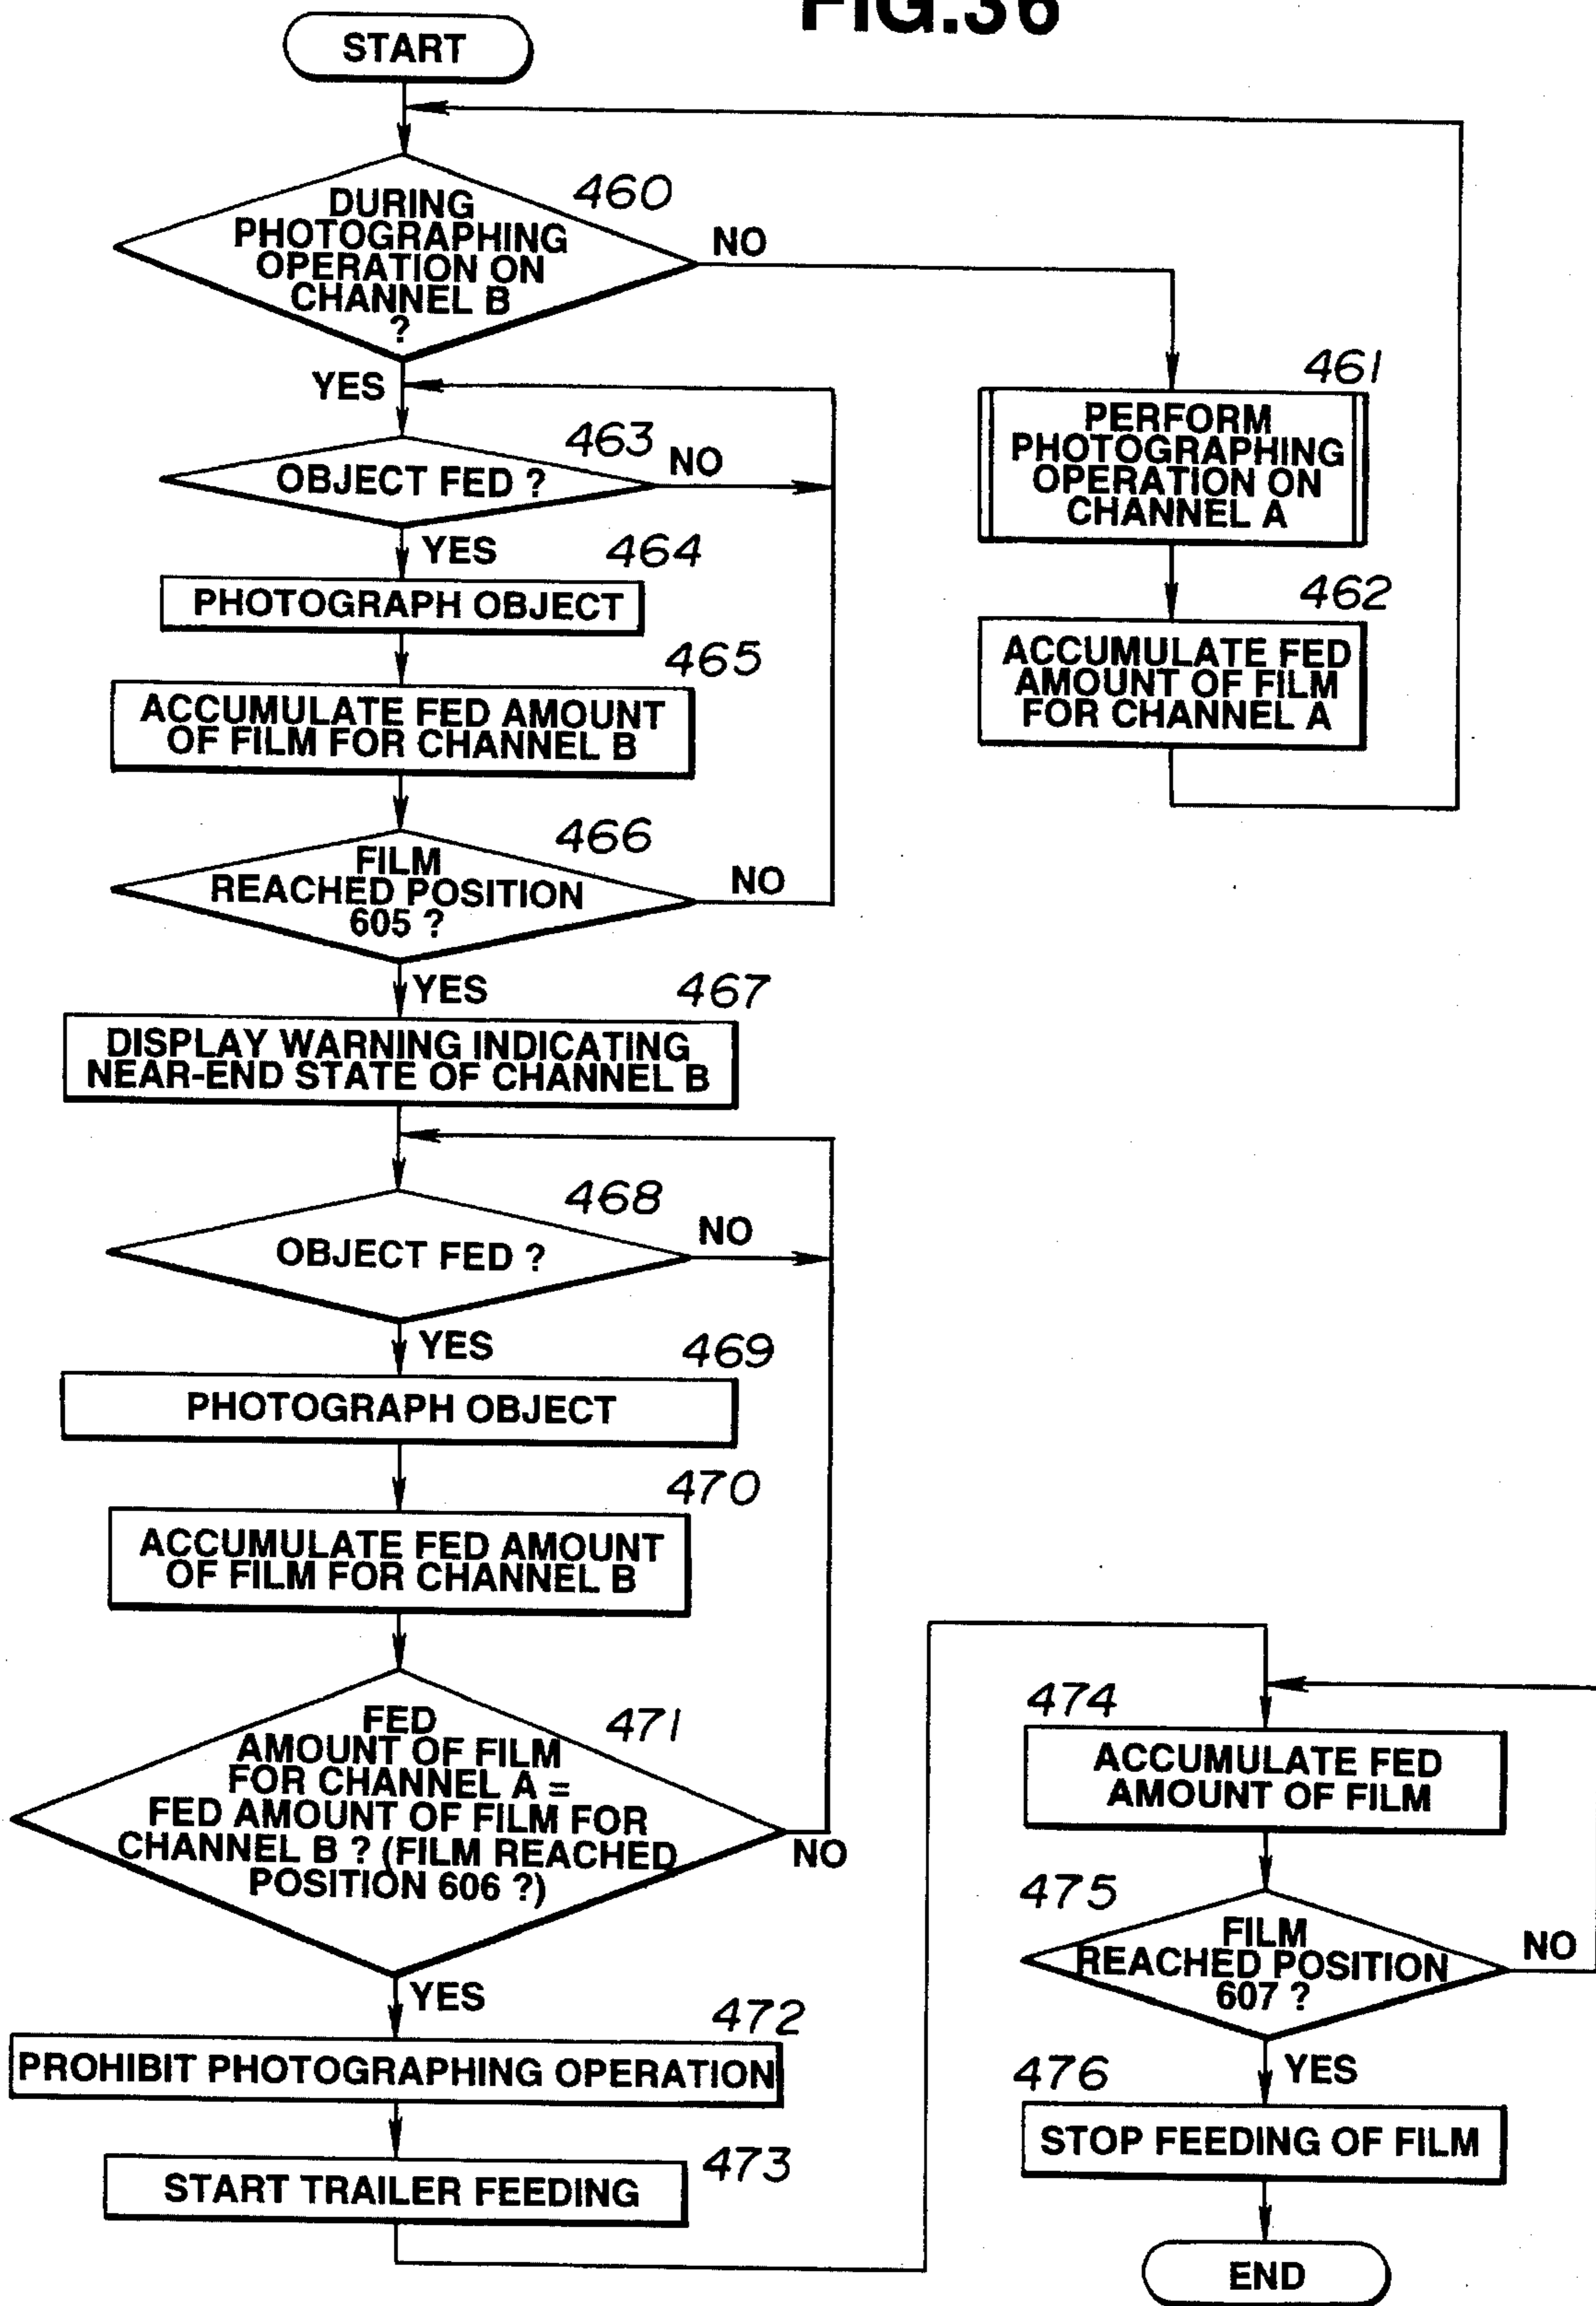 FIG.36
START
DURING
PHOTOGRAPHING
OPERATION ON
CHANNEL B
?
460
NO
YES
461
PERFORM
PHOTOGRAPHING
OPERATION ON
CHANNEL A
462
ACCUMULATE FED
AMOUNT OF FILM
FOR CHANNEL A
463
OBJECT FED ?
NO
YES
464
PHOTOGRAPH OBJECT
465
ACCUMULATE FED AMOUNT
OF FILM FOR CHANNEL B
466
FILM
REACHED POSITION
605 ?
NO
YES
467
DISPLAY WARNING INDICATING
NEAR-END STATE OF CHANNEL B
468
OBJECT FED ?
NO
YES
469
PHOTOGRAPH OBJECT
470
ACCUMULATE FED AMOUNT
OF FILM FOR CHANNEL B
471
FED
AMOUNT OF FILM
FOR CHANNEL A =
FED AMOUNT OF FILM FOR
CHANNEL B ? (FILM REACHED
POSITION 606 ?)
NO
YES
472
PROHIBIT PHOTOGRAPHING OPERATION
473
START TRAILER FEEDING
474
ACCUMULATE FED
AMOUNT OF FILM
475
FILM
REACHED POSITION
607 ?
NO
YES
476
STOP FEEDING OF FILM
END